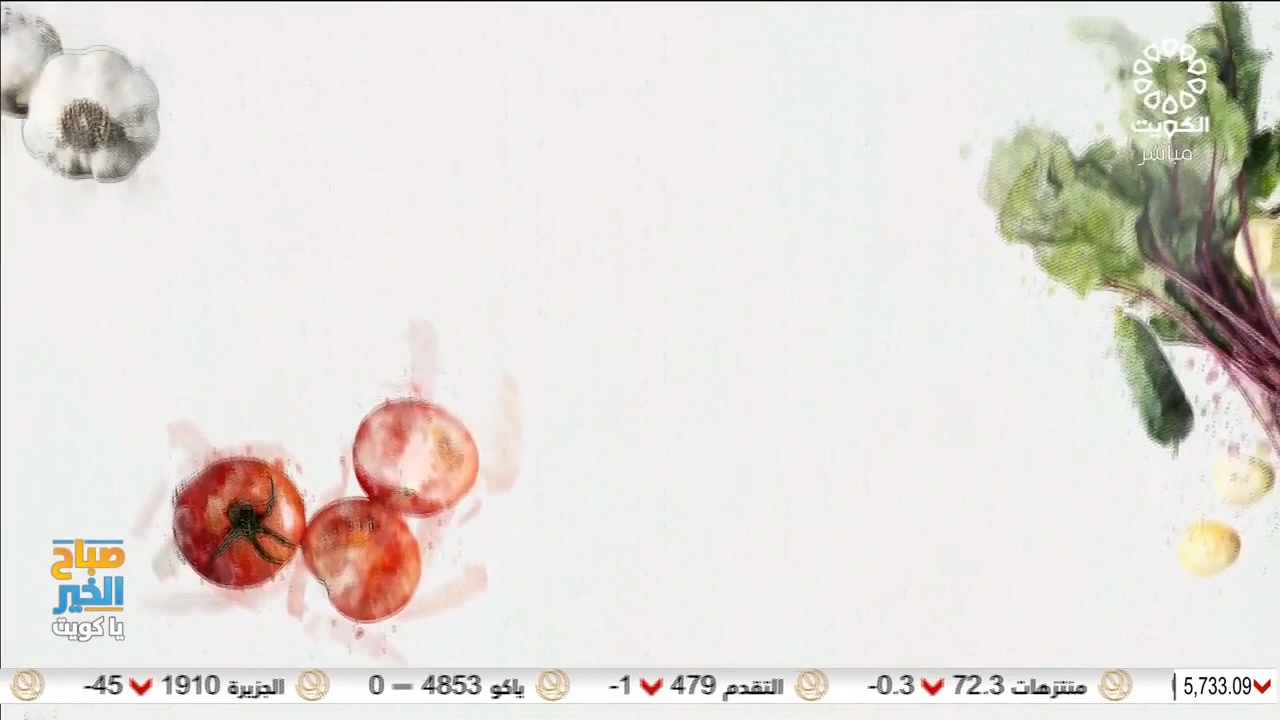 الكويت
مباشر
صباح
الخير
يا كويت
5,733.09
منتزهات 72.3 -0.3
التقدم 479 -1
ياكو 4853 – 0
الجزيرة 1910 -45